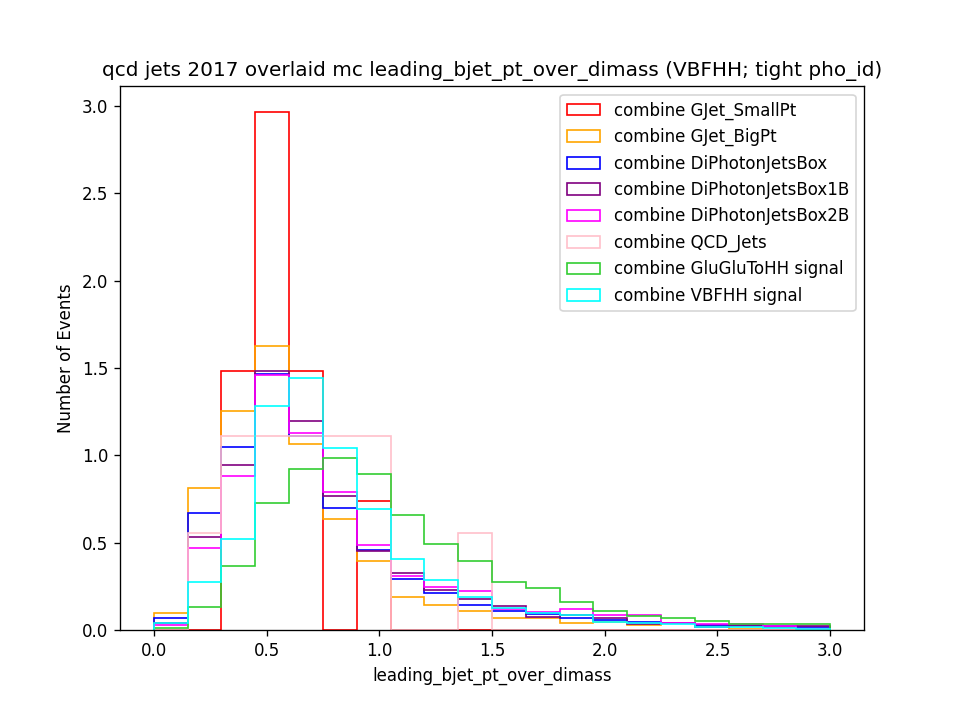 qcd jets 2017 overlaid mc leading_bjet_pt_over_dimass (VBFHH; tight pho_id)
combine GJet_SmallPt
combine GJet_BigPt
combine DiPhotonJetsBox
combine DiPhotonJetsBox1B
combine DiPhotonJetsBox2B
combine QCD_Jets
combine GluGluToHH signal
combine VBFHH signal
Number of Events
3.0
2.5
2.0
1.5
1.0
0.5
0.0
0.0 0.5 1.0 1.5 2.0 2.5 3.0
leading_bjet_pt_over_dimass